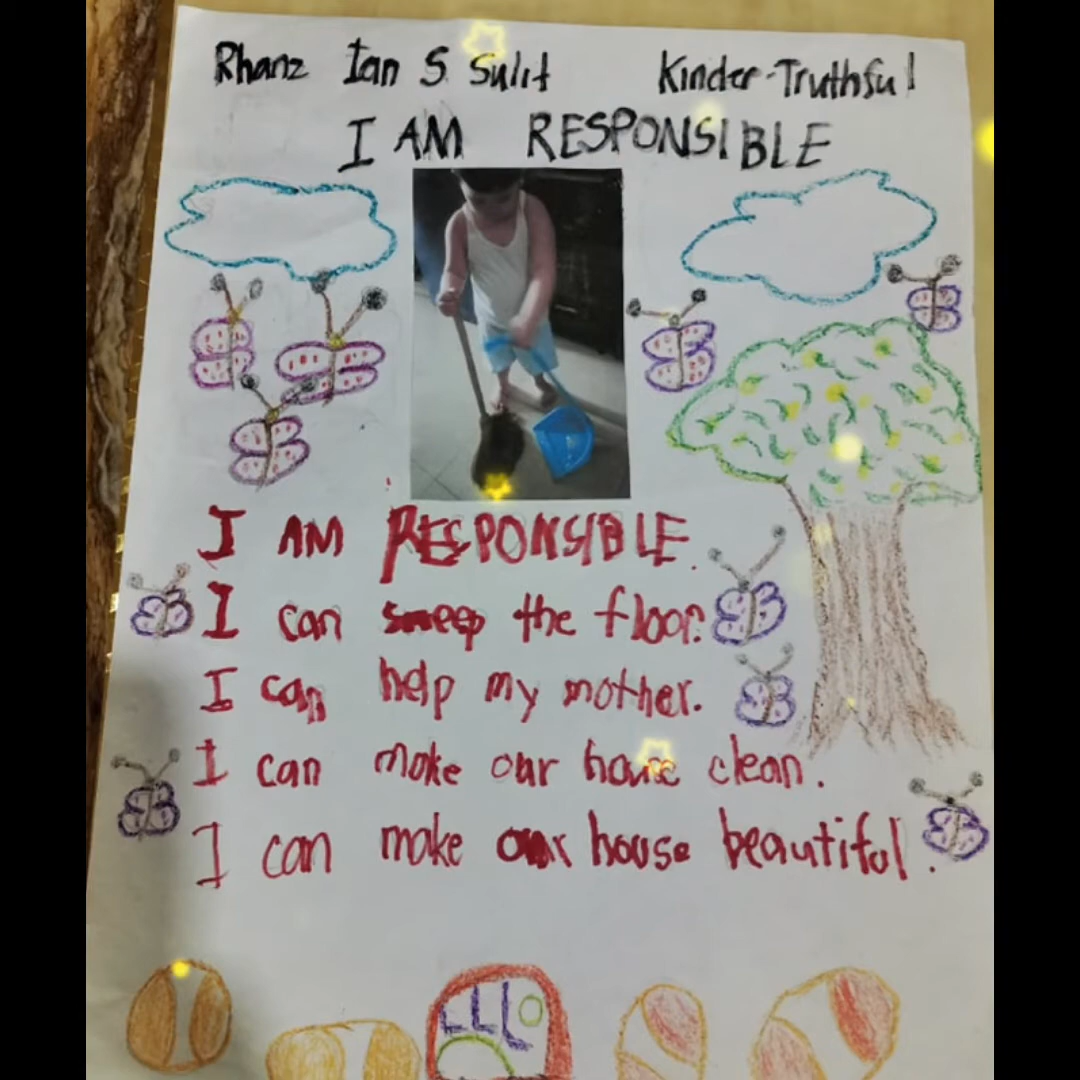 Rhanz Ian S Sulit Kinder-Truthful
I AM RESPONSIBLE
I AM RESPONSIBLE.
I can sweep the floor.
I can help my mother.
I can make our house clean.
I can make our house beautiful.